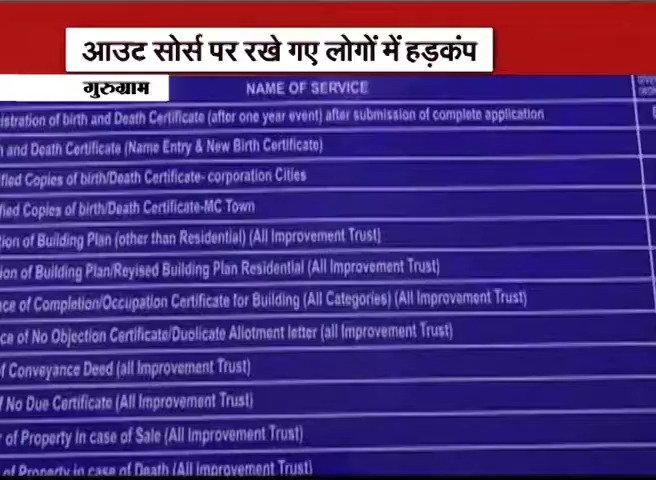 आउट सोर्स पर रखे गए लोगों में हड़कंप
गुरुग्राम
NAME OF SERVICE
istration of birth and Death Certificate (after one year event) after submission of complete application
and Death Certificate (Name Entry & New Birth Certificate)
fied Copies of birth/Death Certificate- corporation Cities
fied Copies of birth/Death Certificate-MC Town
ion of Building Plan (other than Residential) (All Improvement Trust)
ion of Building Plan/Reyised Building Plan Residential (All Improvement Trust)
ce of Completion/Occupation Certificate for Building (All Categories) (All Improvement Trust)
ce of No Objection Certificate/Duolicate Allotment letter (all Improvement Trust)
f Conveyance Deed (all Improvement Trust)
f No Due Certificate (All Improvement Trust)
r of Property in case of Sale (All Improvement Trust)
of Property in case of Death (All Improvement Trust)